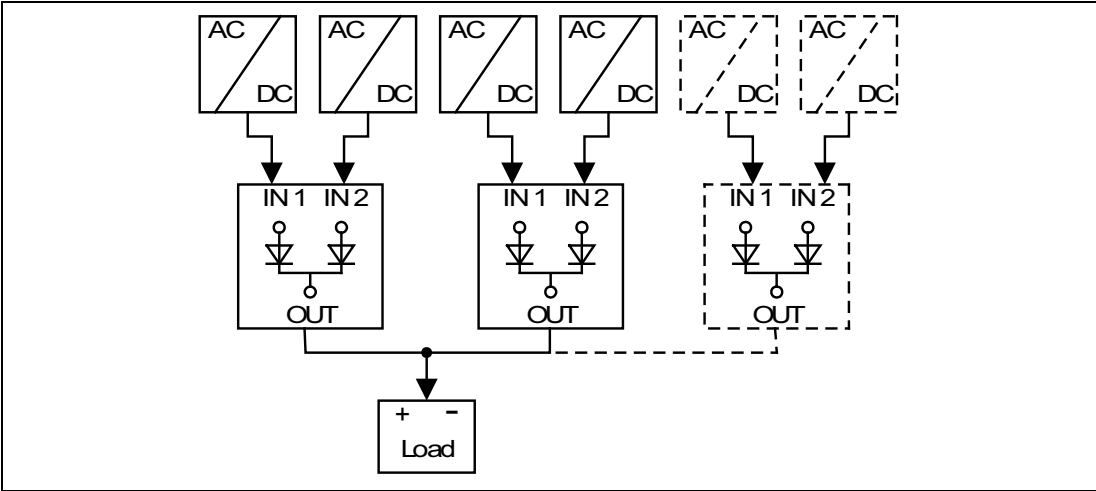 AC
DC
AC
DC
AC
DC
AC
DC
AC
DC
AC
DC
IN 1 IN 2
OUT
IN 1 IN 2
OUT
IN 1 IN 2
OUT
+ -
Load